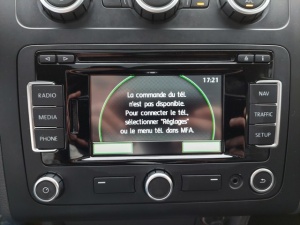 17:21
RADIO
MEDIA
PHONE
La commande du tél.
n'est pas disponible.
Pour connecter le tél.,
sélectionner "Réglages"
ou le menu tél. dans MFA.
NAV
TRAFFIC
SETUP